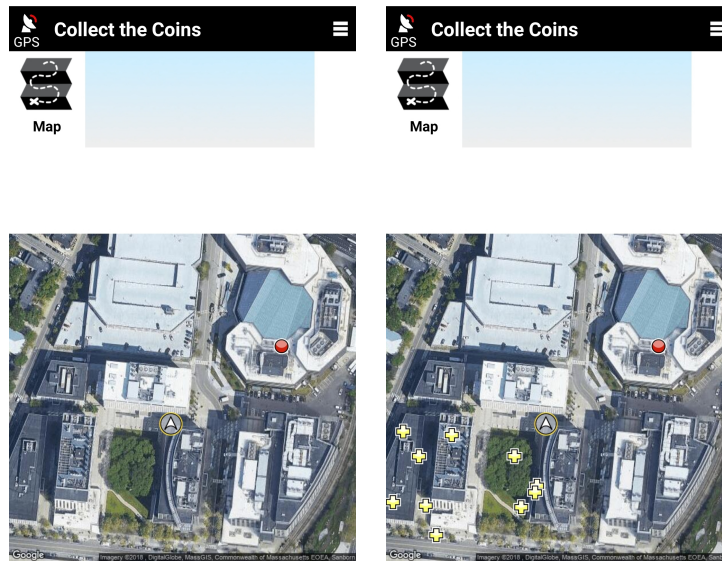 GPS Collect the Coins
Map
Google Imagery ©2018 , DigitalGlobe, MassGIS, Commonwealth of Massachusetts EOEA, Sanborn
GPS Collect the Coins
Map
Google Imagery ©2018 , DigitalGlobe, MassGIS, Commonwealth of Massachusetts EOEA, San